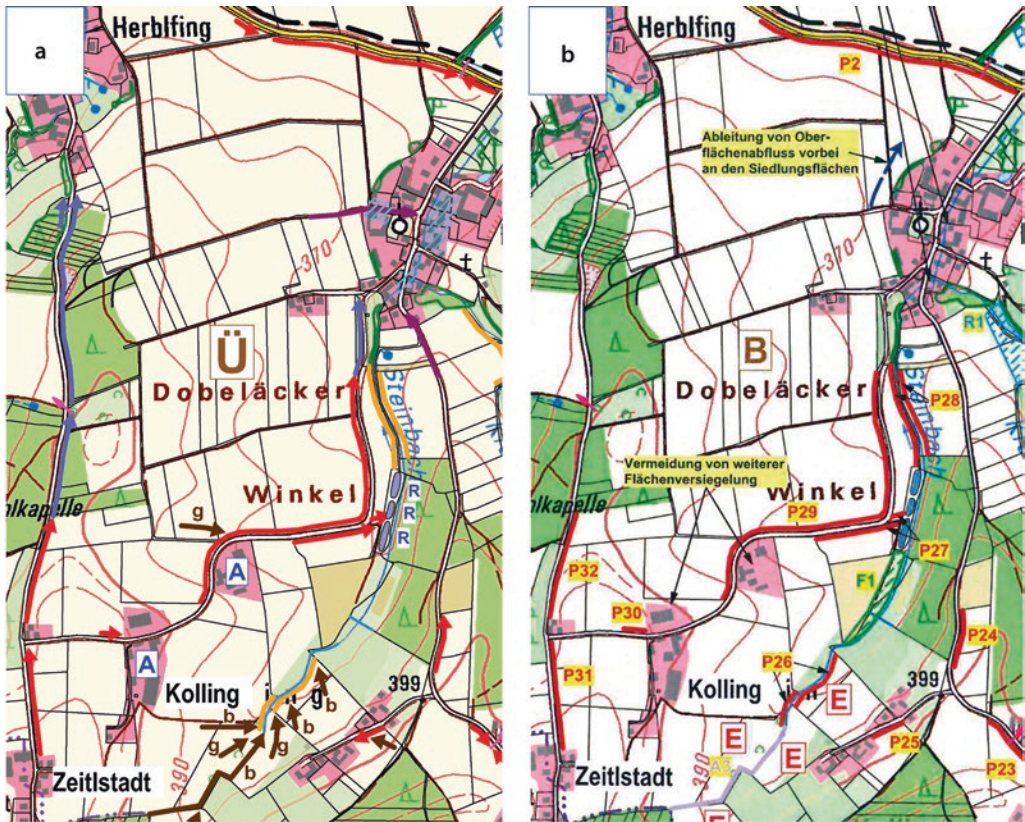 a
Herblfing
370
Ü
Dobeläcker
Steinbach
Winkel
R
R
R
g
A
A
Kolling
399
b
b
b
g
g
b
390
Zeitlstadt
b
Herblfing
P2
Ableitung von Ober-
flächenabfluss vorbei
an den Siedlungsflächen
370
R1
B
Dobeläcker
Steinbach
P28
Vermeidung von weiterer
Flächenversiegelung
Winkel
P29
P27
P32
F1
P30
P24
P26
P31
Kolling
399
E
E
E
P25
P23
390
Zeitlstadt
E